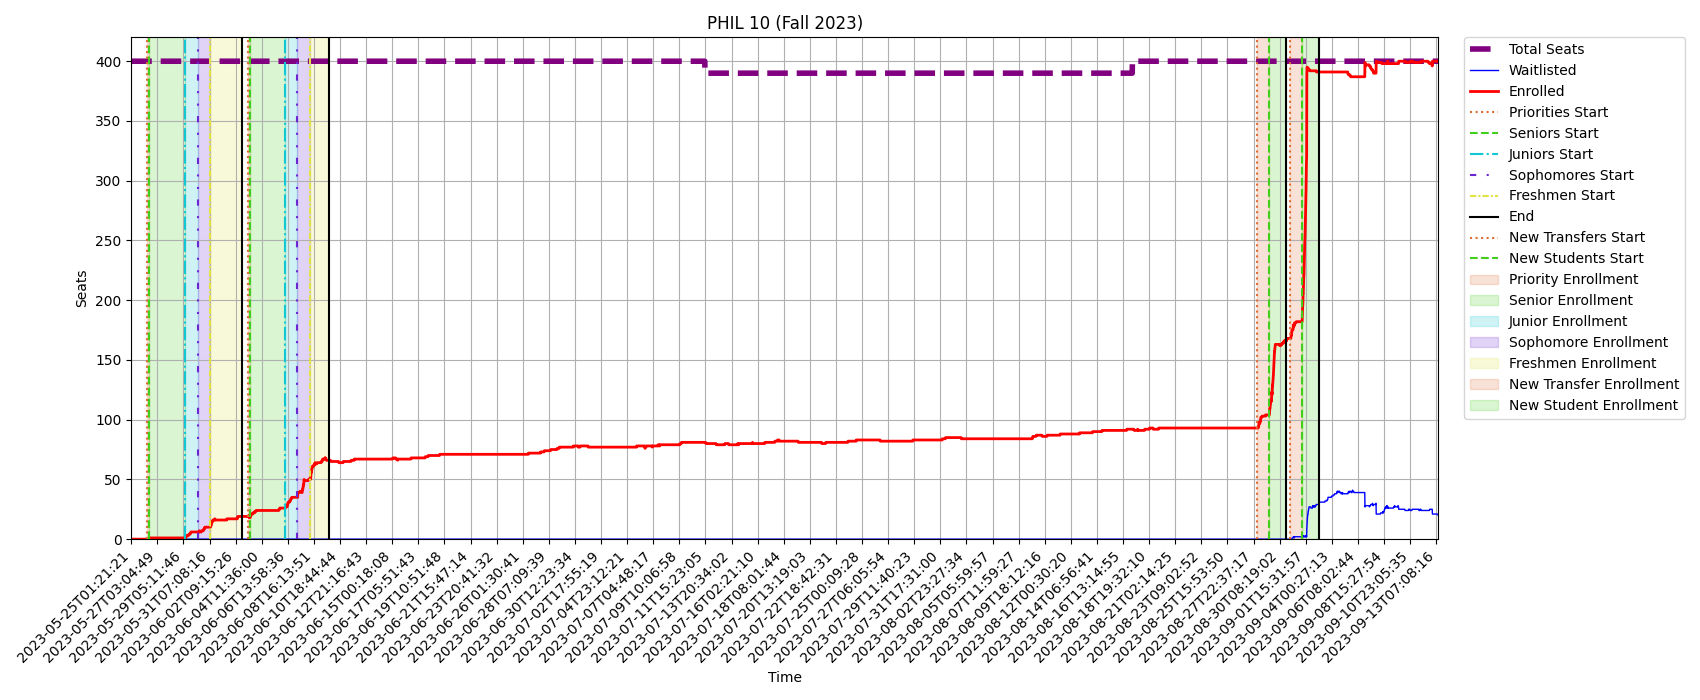 PHIL 10 (Fall 2023)
Seats
400
350
300
250
200
150
100
50
0
Total Seats
Waitlisted
Enrolled
Priorities Start
Seniors Start
Juniors Start
Sophomores Start
Freshmen Start
End
New Transfers Start
New Students Start
Priority Enrollment
Senior Enrollment
Junior Enrollment
Sophomore Enrollment
Freshmen Enrollment
New Transfer Enrollment
New Student Enrollment
2023-05-25T01:21:21
2023-05-27T03:04:49
2023-05-29T05:11:46
2023-05-31T07:08:16
2023-06-02T09:15:26
2023-06-04T11:36:00
2023-06-06T13:58:36
2023-06-08T16:13:51
2023-06-10T18:44:44
2023-06-12T21:16:43
2023-06-15T00:18:08
2023-06-17T05:51:43
2023-06-19T10:51:48
2023-06-21T15:47:14
2023-06-23T20:41:32
2023-06-26T01:30:41
2023-06-28T07:09:39
2023-06-30T12:23:34
2023-07-02T17:55:19
2023-07-04T23:12:21
2023-07-07T04:48:17
2023-07-09T10:06:58
2023-07-11T15:23:05
2023-07-13T20:34:02
2023-07-16T02:21:10
2023-07-18T08:01:44
2023-07-20T13:19:03
2023-07-22T18:42:31
2023-07-25T00:09:28
2023-07-27T06:05:54
2023-07-29T11:40:23
2023-07-31T17:31:00
2023-08-02T23:27:34
2023-08-05T05:59:57
2023-08-07T11:59:27
2023-08-09T18:12:16
2023-08-12T00:30:20
2023-08-14T06:56:41
2023-08-16T13:14:55
2023-08-18T19:32:10
2023-08-21T02:14:25
2023-08-23T09:02:52
2023-08-25T15:53:50
2023-08-27T22:37:17
2023-08-30T08:19:02
2023-09-01T15:31:57
2023-09-04T00:27:13
2023-09-06T08:02:44
2023-09-08T15:27:54
2023-09-10T23:05:35
2023-09-13T07:08:16
Time